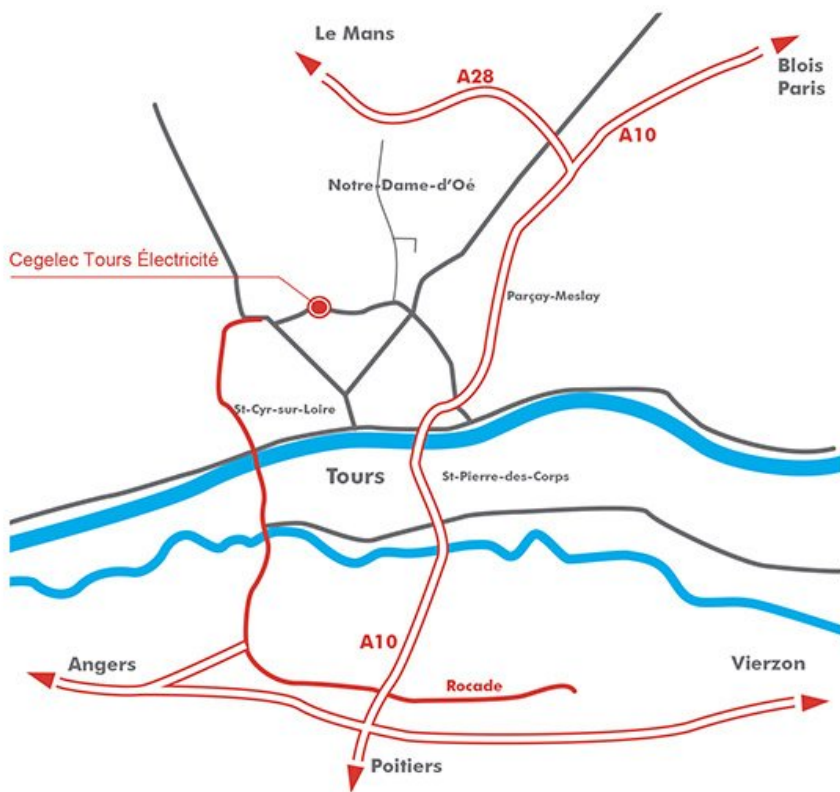 Le Mans
A28
Blois
Paris
A10
Notre-Dame-d'Oé
Cegelec Tours Électricité
Parçay-Meslay
St-Cyr-sur-Loire
Tours
St-Pierre-des-Corps
A10
Angers
Vierzon
Rocade
Poitiers